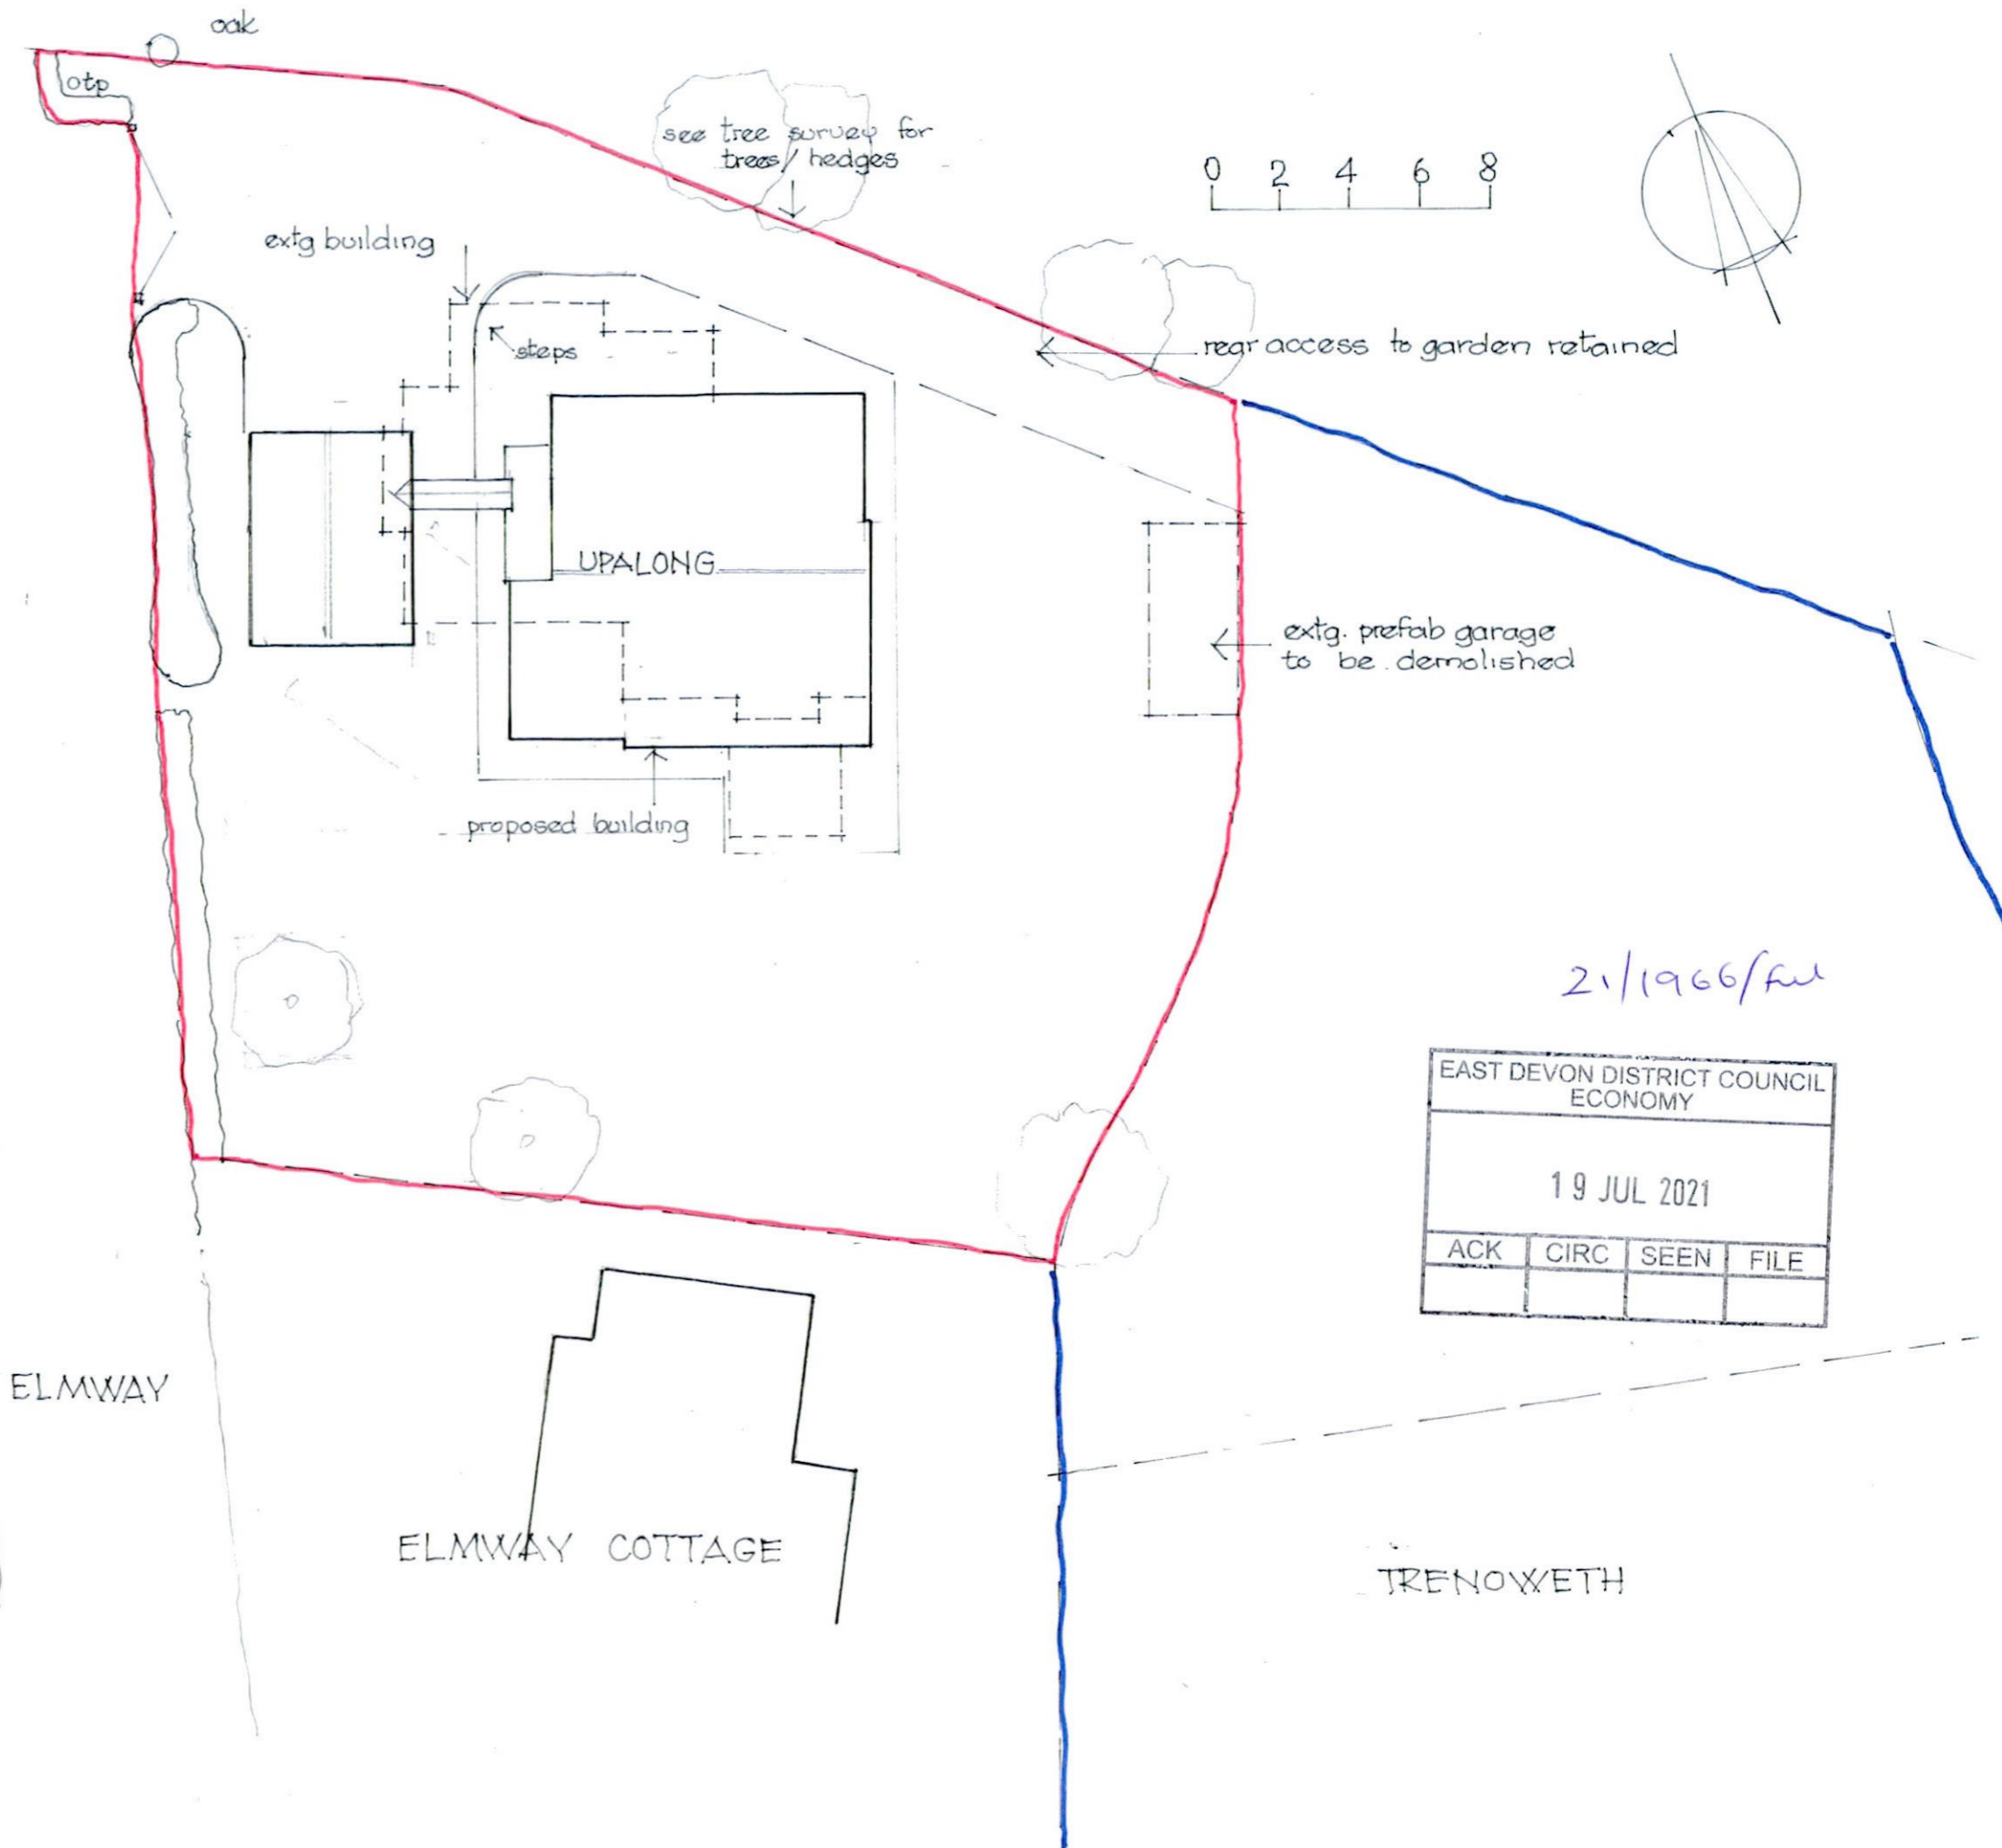 oak
otp
see tree survey for
trees/hedges
0 2 4 6 8
extg building
steps
rear access to garden retained
UPALONG
extg. prefab garage
to be demolished
proposed building
21/1966/ful
EAST DEVON DISTRICT COUNCIL
ECONOMY
19 JUL 2021
ACK CIRC SEEN FILE
ELMWAY
ELMWAY COTTAGE
TRENOWETH